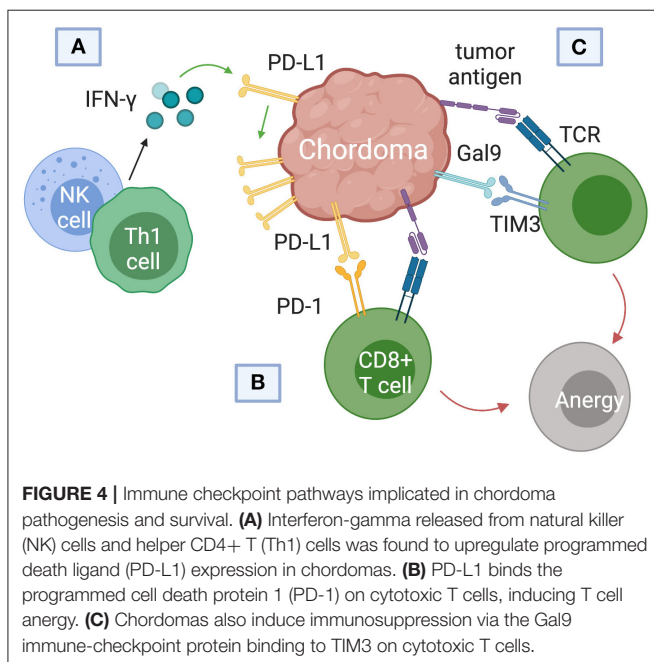 A
C
PD-L1
tumor
antigen
IFN-γ
TCR
Chordoma
Gal9
NK
cell
Th1
cell
TIM3
PD-L1
PD-1
CD8+
T cell
B
Anergy
FIGURE 4 | Immune checkpoint pathways implicated in chordoma
pathogenesis and survival. (A) Interferon-gamma released from natural killer
(NK) cells and helper CD4+ T (Th1) cells was found to upregulate programmed
death ligand (PD-L1) expression in chordomas. (B) PD-L1 binds the
programmed cell death protein 1 (PD-1) on cytotoxic T cells, inducing T cell
anergy. (C) Chordomas also induce immunosuppression via the Gal9
immune-checkpoint protein binding to TIM3 on cytotoxic T cells.